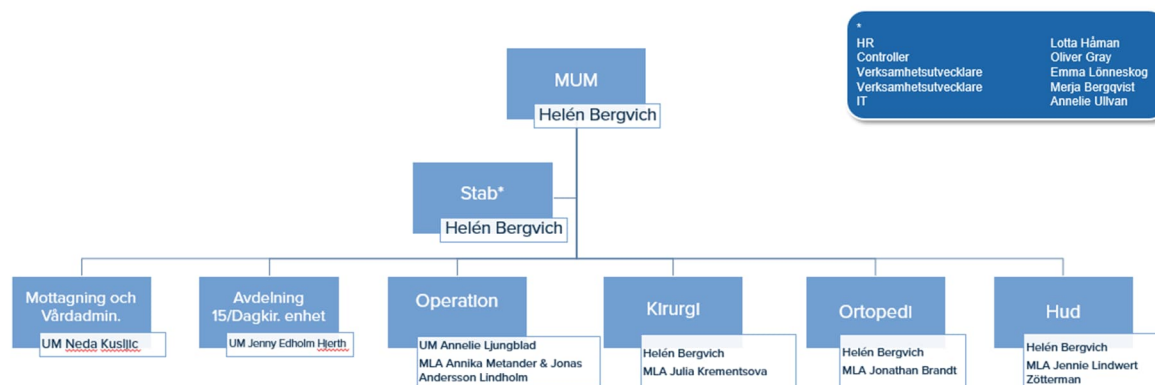 *
HR Lotta Håman
Controller Oliver Gray
Verksamhetsutvecklare Emma Lönneskog
Verksamhetsutvecklare Merja Bergqvist
IT Annelie Ullvan
MUM
Helén Bergvich
Stab*
Helén Bergvich
Mottagning och
Vårdadmin.
UM Neda Kusljic
Avdelning
15/Dagkir. enhet
UM Jenny Edholm Hjerth
Operation
UM Annelie Ljungblad
MLA Annika Metander & Jonas
Andersson Lindholm
Kirurgi
Helén Bergvich
MLA Julia Krementsova
Ortopedi
Helén Bergvich
MLA Jonathan Brandt
Hud
Helén Bergvich
MLA Jennie Lindwert
Zötterman